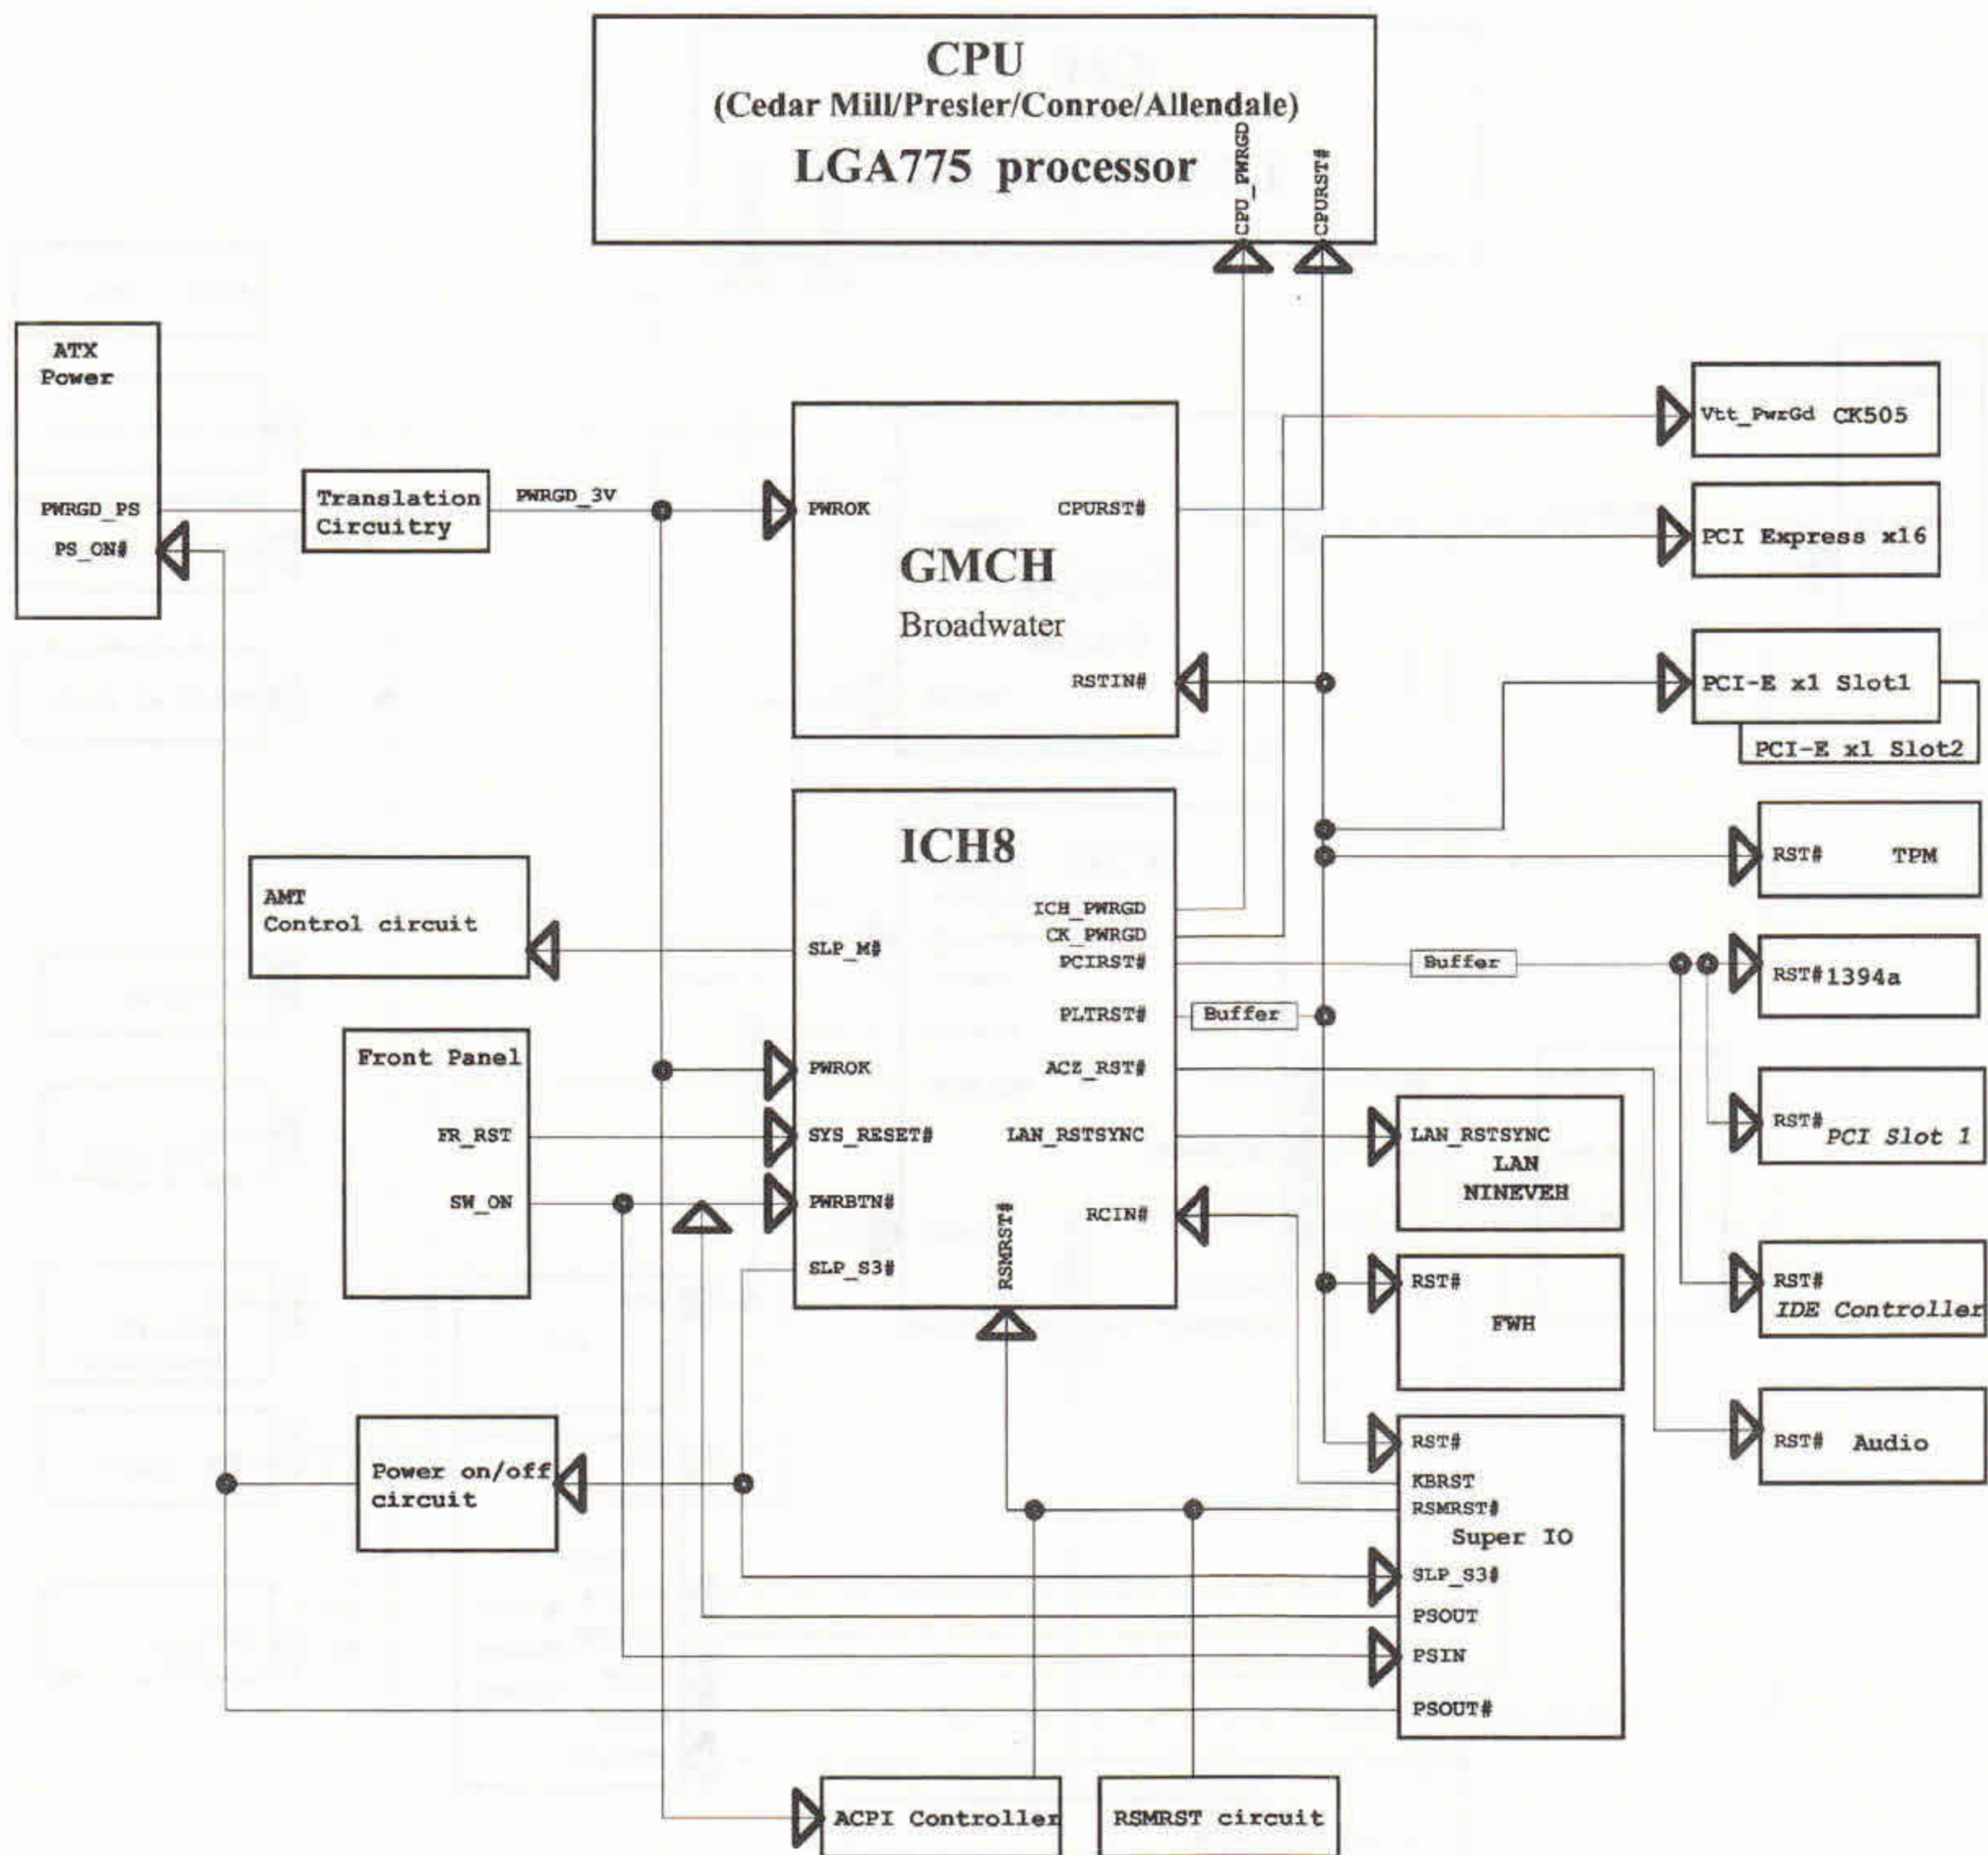 CPU
(Cedar Mill/Presler/Conroe/Allendale)
LGA775 processor
CPU_PWRGD
CPURST#
ATX
Power
PWRGD_PS
PS_ON#
Translation
Circuitry
PWRGD_3V
PWROK
CPURST#
GMCH
Broadwater
RSTIN#
Vtt_PwrGd CK505
PCI Express x16
PCI-E x1 Slot1
PCI-E x1 Slot2
RST# TPM
RST# 1394a
RST# PCI Slot 1
RST#
IDE Controller
RST# Audio
ICH8
ICH_PWRGD
CK_PWRGD
PCIRST#
Buffer
PLTRST#
Buffer
ACZ_RST#
LAN_RSTSYNC
RCIN#
SLP_M#
PWROK
SYS_RESET#
PWRBTN#
SLP_S3#
RSMRST#
AMT
Control circuit
Front Panel
FR_RST
SW_ON
Power on/off
circuit
LAN_RSTSYNC
LAN
NINEVEH
RST#
FWH
RST#
KBRST
RSMRST#
Super IO
SLP_S3#
PSOUT
PSIN
PSOUT#
ACPI Controller
RSMRST circuit